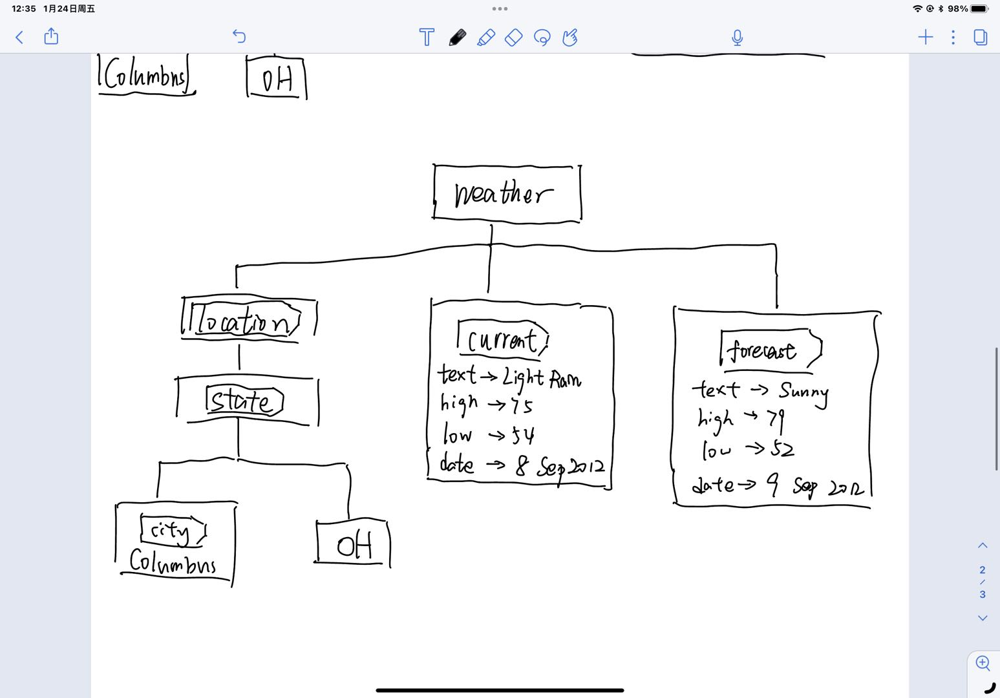 12:35 1月24日周五
98%
Columbus
OH
weather
location
state
city
Columbus
OH
current
text → Light Rain
high → 75
low → 54
date → 8 Sep 2012
forecast
text → Sunny
high → 79
low → 52
date → 9 Sep 2012
2
/
3